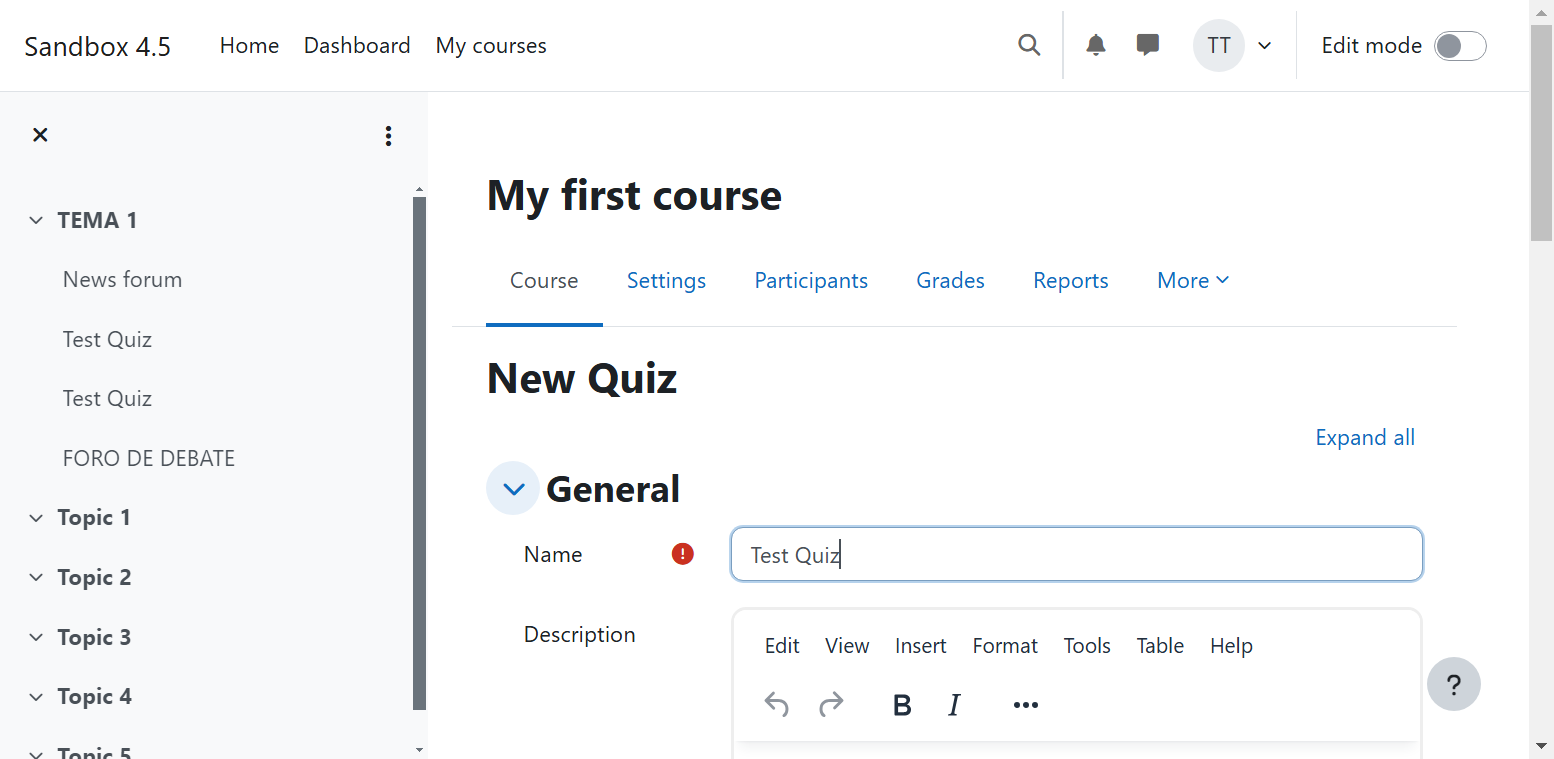 Sandbox 4.5 Home Dashboard My courses TT Edit mode
TEMA 1
News forum
Test Quiz
Test Quiz
FORO DE DEBATE
Topic 1
Topic 2
Topic 3
Topic 4
Topic 5
My first course
Course Settings Participants Grades Reports More
New Quiz
Expand all
General
Name Test Quiz
Description
Edit View Insert Format Tools Table Help
B I
?